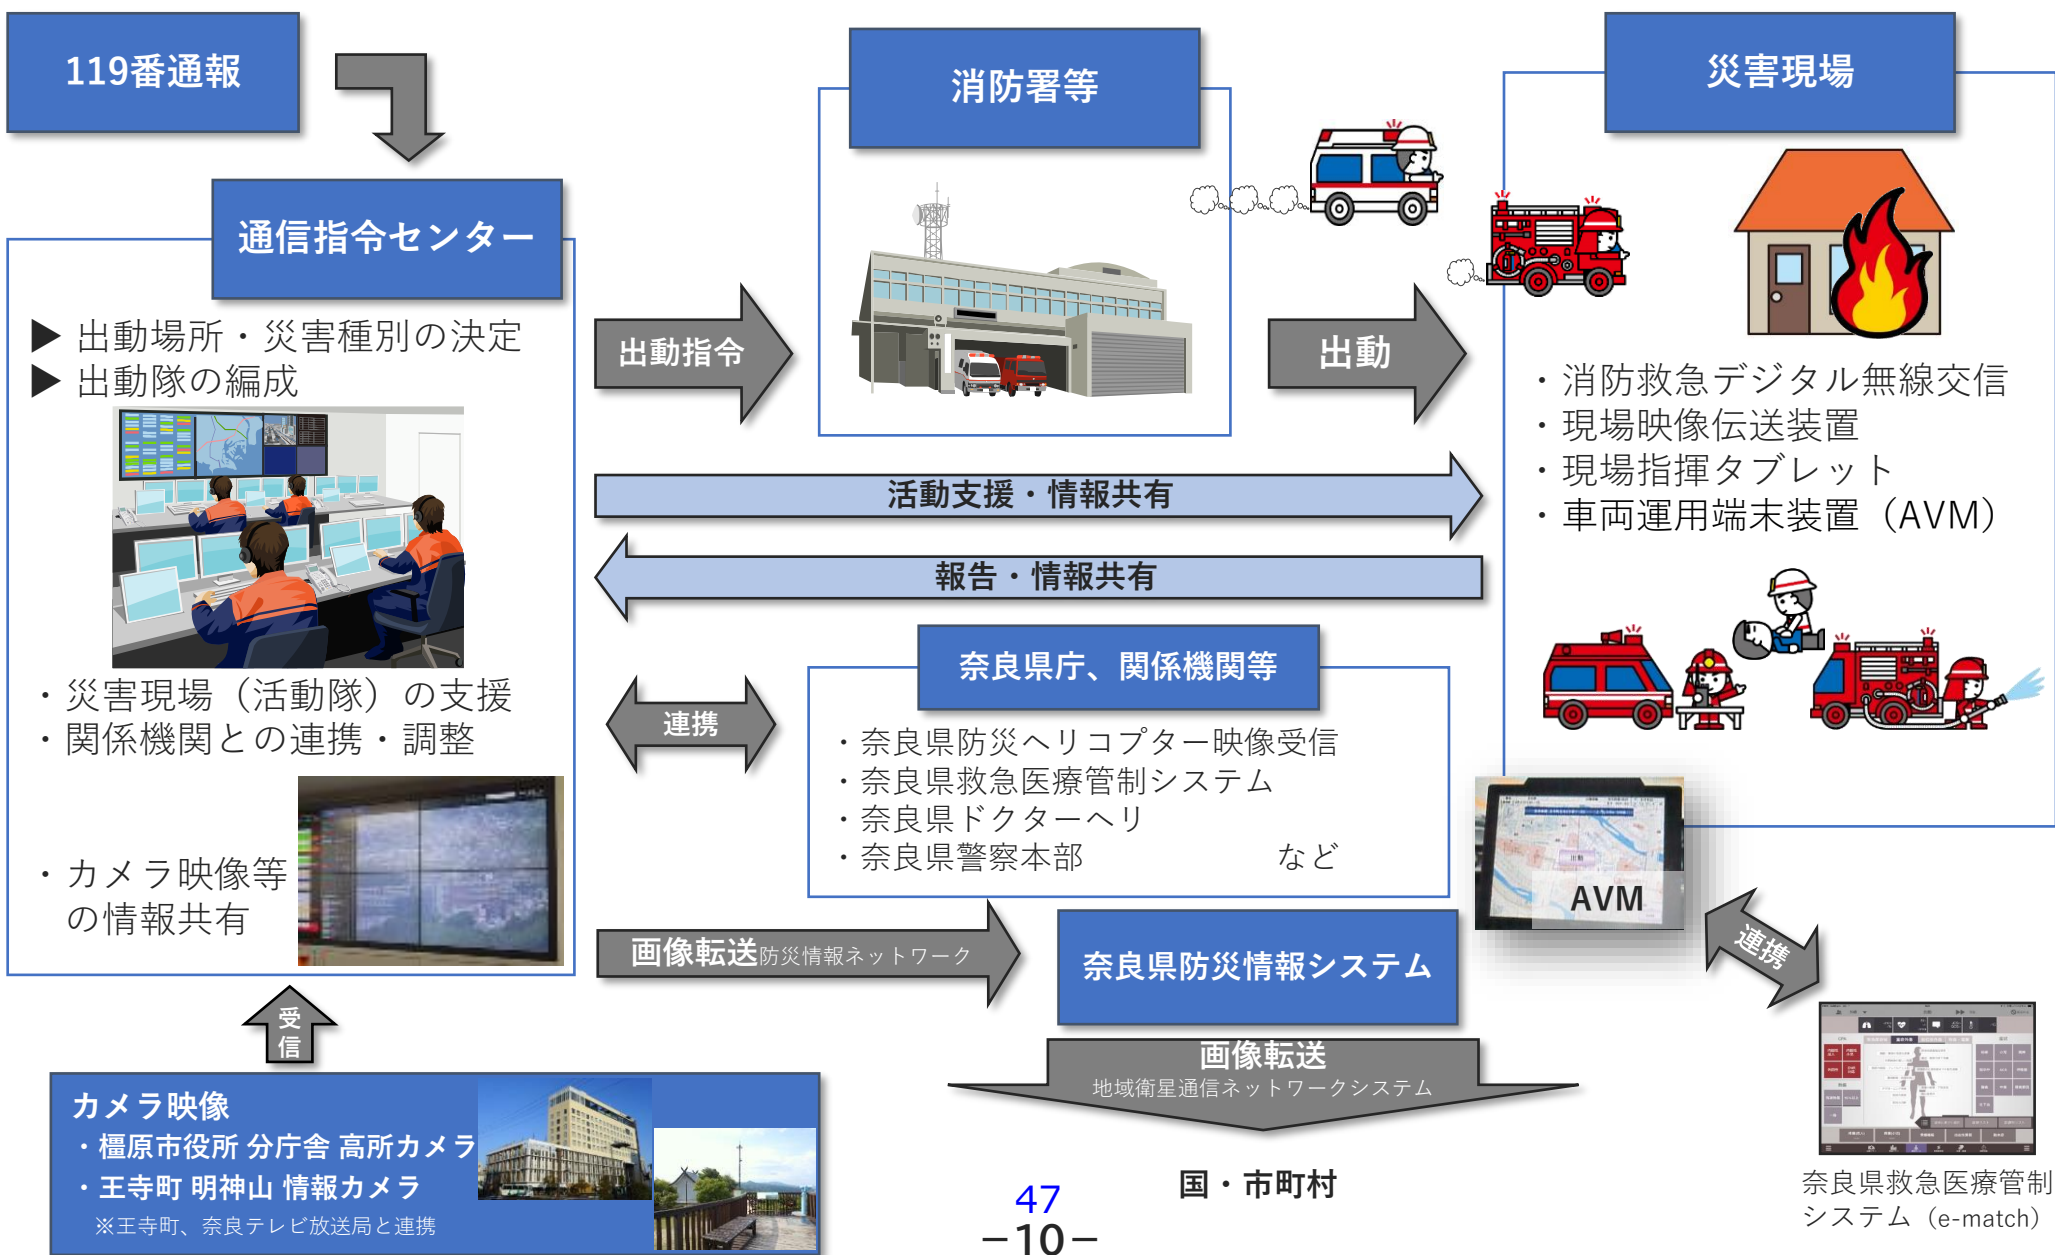 119番通報
通信指令センター
▶ 出動場所・災害種別の決定
▶ 出動隊の編成
・災害現場（活動隊）の支援
・関係機関との連携・調整
・カメラ映像等
の情報共有
受信
カメラ映像
・橿原市役所 分庁舎 高所カメラ
・王寺町 明神山 情報カメラ
※王寺町、奈良テレビ放送局と連携
出動指令
消防署等
出動
災害現場
・消防救急デジタル無線交信
・現場映像伝送装置
・現場指揮タブレット
・車両運用端末装置（AVM）
活動支援・情報共有
報告・情報共有
連携
奈良県庁、関係機関等
・奈良県防災ヘリコプター映像受信
・奈良県救急医療管制システム
・奈良県ドクターヘリ
・奈良県警察本部 など
画像転送防災情報ネットワーク
奈良県防災情報システム
画像転送
地域衛星通信ネットワークシステム
国・市町村
AVM
連携
奈良県救急医療管制
システム（e-match）
47
－10－